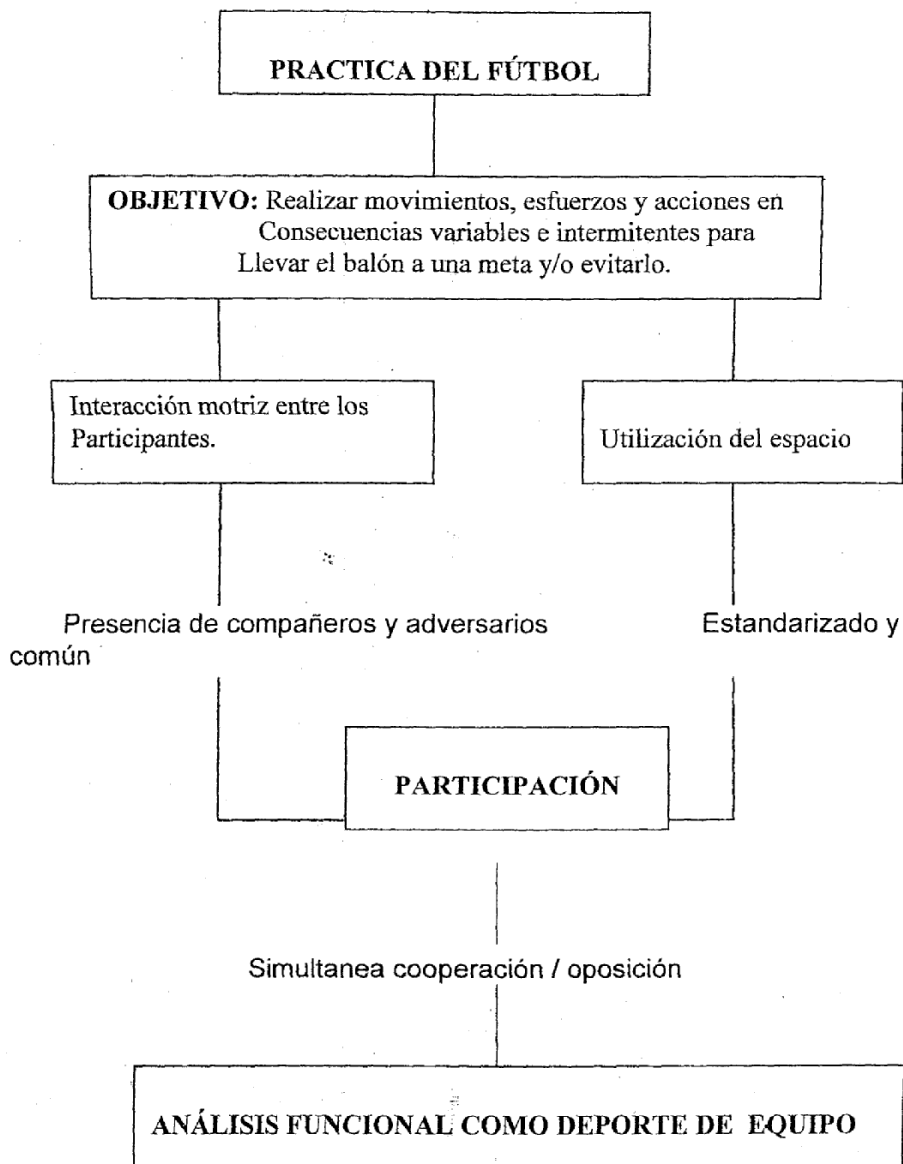 PRACTICA DEL FÚTBOL
OBJETIVO: Realizar movimientos, esfuerzos y acciones en
Consecuencias variables e intermitentes para
Llevar el balón a una meta y/o evitarlo.
Interacción motriz entre los
Participantes.
Utilización del espacio
Presencia de compañeros y adversarios
Estandarizado y
común
PARTICIPACIÓN
Simultanea cooperación / oposición
ANÁLISIS FUNCIONAL COMO DEPORTE DE EQUIPO